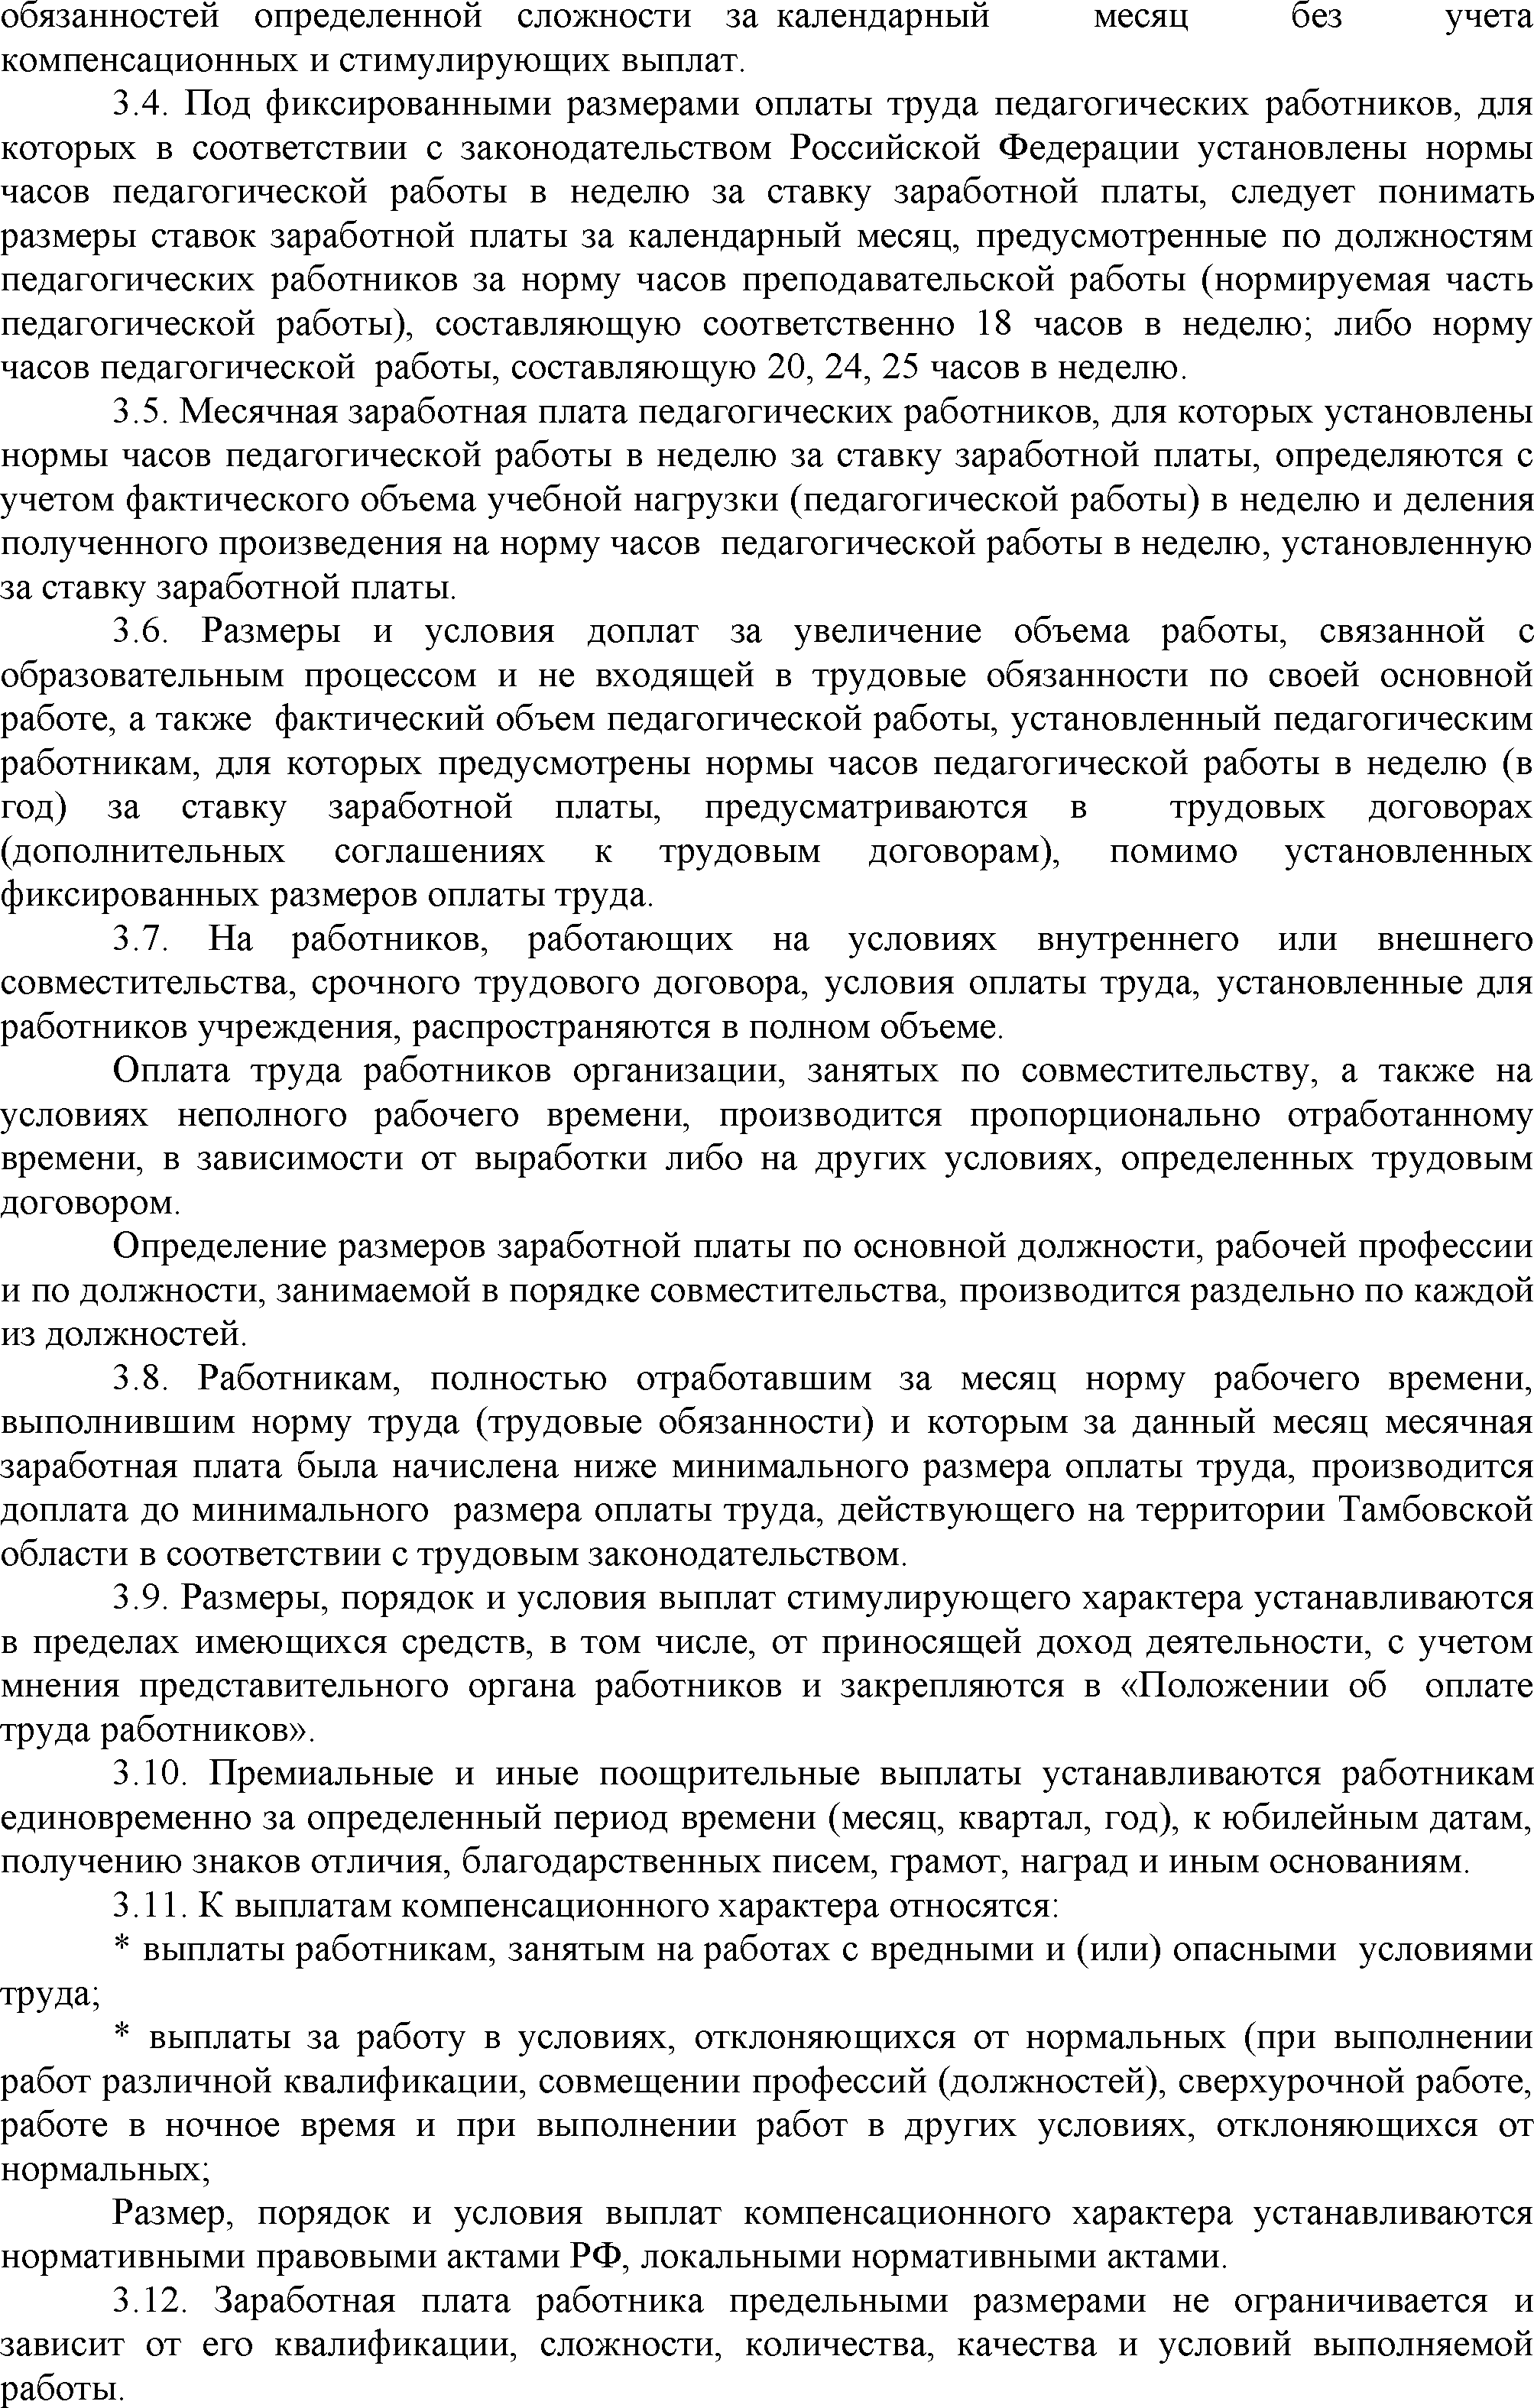 обязанностей определенной сложности за календарный месяц без учета
компенсационных и стимулирующих выплат.
3.4. Под фиксированными размерами оплаты труда педагогических работников, для
которых в соответствии с законодательством Российской Федерации установлены нормы
часов педагогической работы в неделю за ставку заработной платы, следует понимать
размеры ставок заработной платы за календарный месяц, предусмотренные по должностям
педагогических работников за норму часов преподавательской работы (нормируемая часть
педагогической работы), составляющую соответственно 18 часов в неделю; либо норму
часов педагогической работы, составляющую 20, 24, 25 часов в неделю.
3.5. Месячная заработная плата педагогических работников, для которых установлены
нормы часов педагогической работы в неделю за ставку заработной платы, определяются с
учетом фактического объема учебной нагрузки (педагогической работы) в неделю и деления
полученного произведения на норму часов педагогической работы в неделю, установленную
за ставку заработной платы.
3.6. Размеры и условия доплат за увеличение объема работы, связанной с
образовательным процессом и не входящей в трудовые обязанности по своей основной
работе, а также фактический объем педагогической работы, установленный педагогическим
работникам, для которых предусмотрены нормы часов педагогической работы в неделю (в
год) за ставку заработной платы, предусматриваются в трудовых договорах
(дополнительных соглашениях к трудовым договорам), помимо установленных
фиксированных размеров оплаты труда.
3.7. На работников, работающих на условиях внутреннего или внешнего
совместительства, срочного трудового договора, условия оплаты труда, установленные для
работников учреждения, распространяются в полном объеме.
Оплата труда работников организации, занятых по совместительству, а также на
условиях неполного рабочего времени, производится пропорционально отработанному
времени, в зависимости от выработки либо на других условиях, определенных трудовым
договором.
Определение размеров заработной платы по основной должности, рабочей профессии
и по должности, занимаемой в порядке совместительства, производится раздельно по каждой
из должностей.
3.8. Работникам, полностью отработавшим за месяц норму рабочего времени,
выполнившим норму труда (трудовые обязанности) и которым за данный месяц месячная
заработная плата была начислена ниже минимального размера оплаты труда, производится
доплата до минимального размера оплаты труда, действующего на территории Тамбовской
области в соответствии с трудовым законодательством.
3.9. Размеры, порядок и условия выплат стимулирующего характера устанавливаются
в пределах имеющихся средств, в том числе, от приносящей доход деятельности, с учетом
мнения представительного органа работников и закрепляются в «Положении об оплате
труда работников».
3.10. Премиальные и иные поощрительные выплаты устанавливаются работникам
единовременно за определенный период времени (месяц, квартал, год), к юбилейным датам,
получению знаков отличия, благодарственных писем, грамот, наград и иным основаниям.
3.11. К выплатам компенсационного характера относятся:
* выплаты работникам, занятым на работах с вредными и (или) опасными условиями
труда;
* выплаты за работу в условиях, отклоняющихся от нормальных (при выполнении
работ различной квалификации, совмещении профессий (должностей), сверхурочной работе,
работе в ночное время и при выполнении работ в других условиях, отклоняющихся от
нормальных;
Размер, порядок и условия выплат компенсационного характера устанавливаются
нормативными правовыми актами РФ, локальными нормативными актами.
3.12. Заработная плата работника предельными размерами не ограничивается и
зависит от его квалификации, сложности, количества, качества и условий выполняемой
работы.